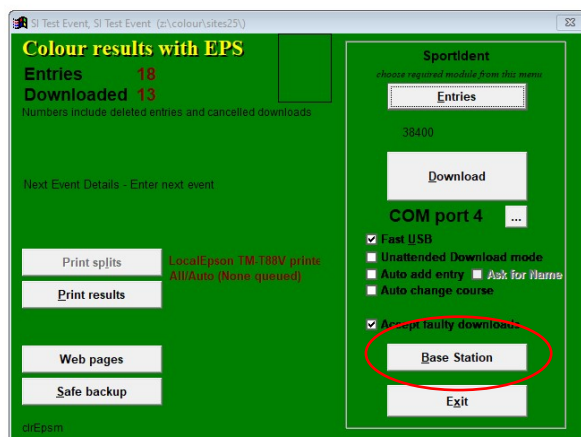 SI Test Event, SI Test Event (z:\colour\sites25\)
Colour results with EPS
Entries 18
Downloaded 13
Numbers include deleted entries and cancelled downloads
Next Event Details - Enter next event
Print splits
LocalEpson TM-T88V printe
All/Auto (None queued)
Print results
Web pages
Safe backup
clrEpsm
SportIdent
choose required module from this menu
Entries
38400
Download
COM port 4 ...
Fast USB
Unattended Download mode
Auto add entry Ask for Name
Auto change course
Accept faulty downloads
Base Station
Exit